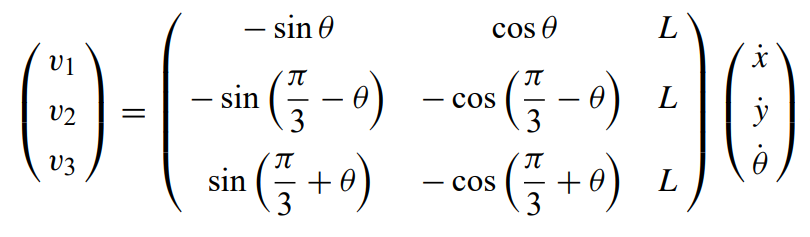 v1 − sin θ cos θ L ẋ
v2 = − sin (π/3 − θ) − cos (π/3 − θ) L ẏ
v3 sin (π/3 + θ) − cos (π/3 + θ) L θ̇